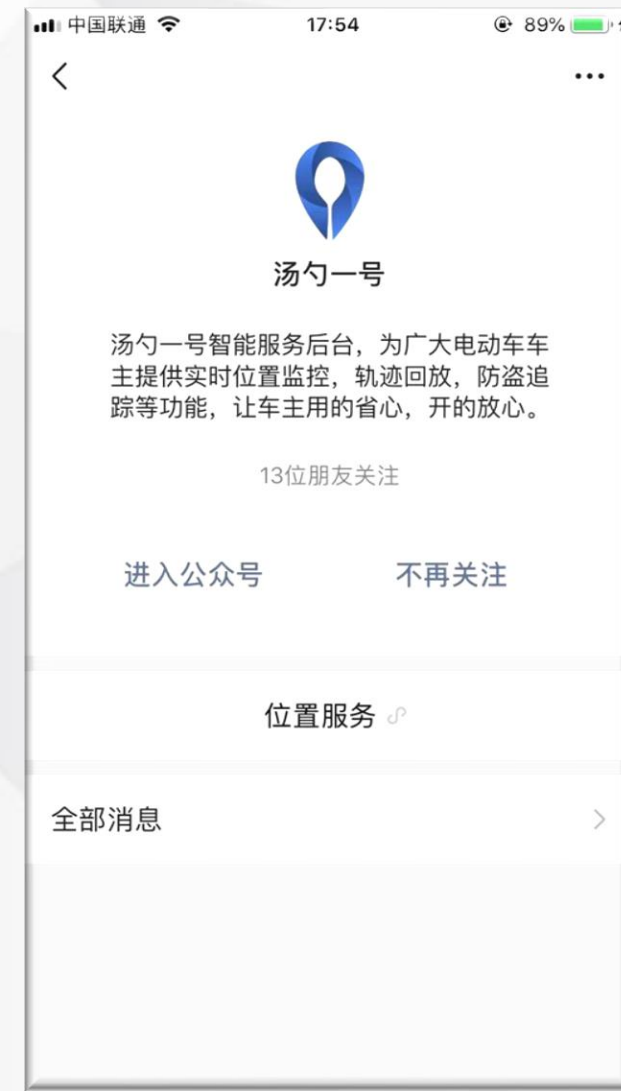 中国联通 17:54 89%
汤勺一号
汤勺一号智能服务后台，为广大电动车车
主提供实时位置监控，轨迹回放，防盗追
踪等功能，让车主用的省心，开的放心。
13位朋友关注
进入公众号 不再关注
位置服务
全部消息